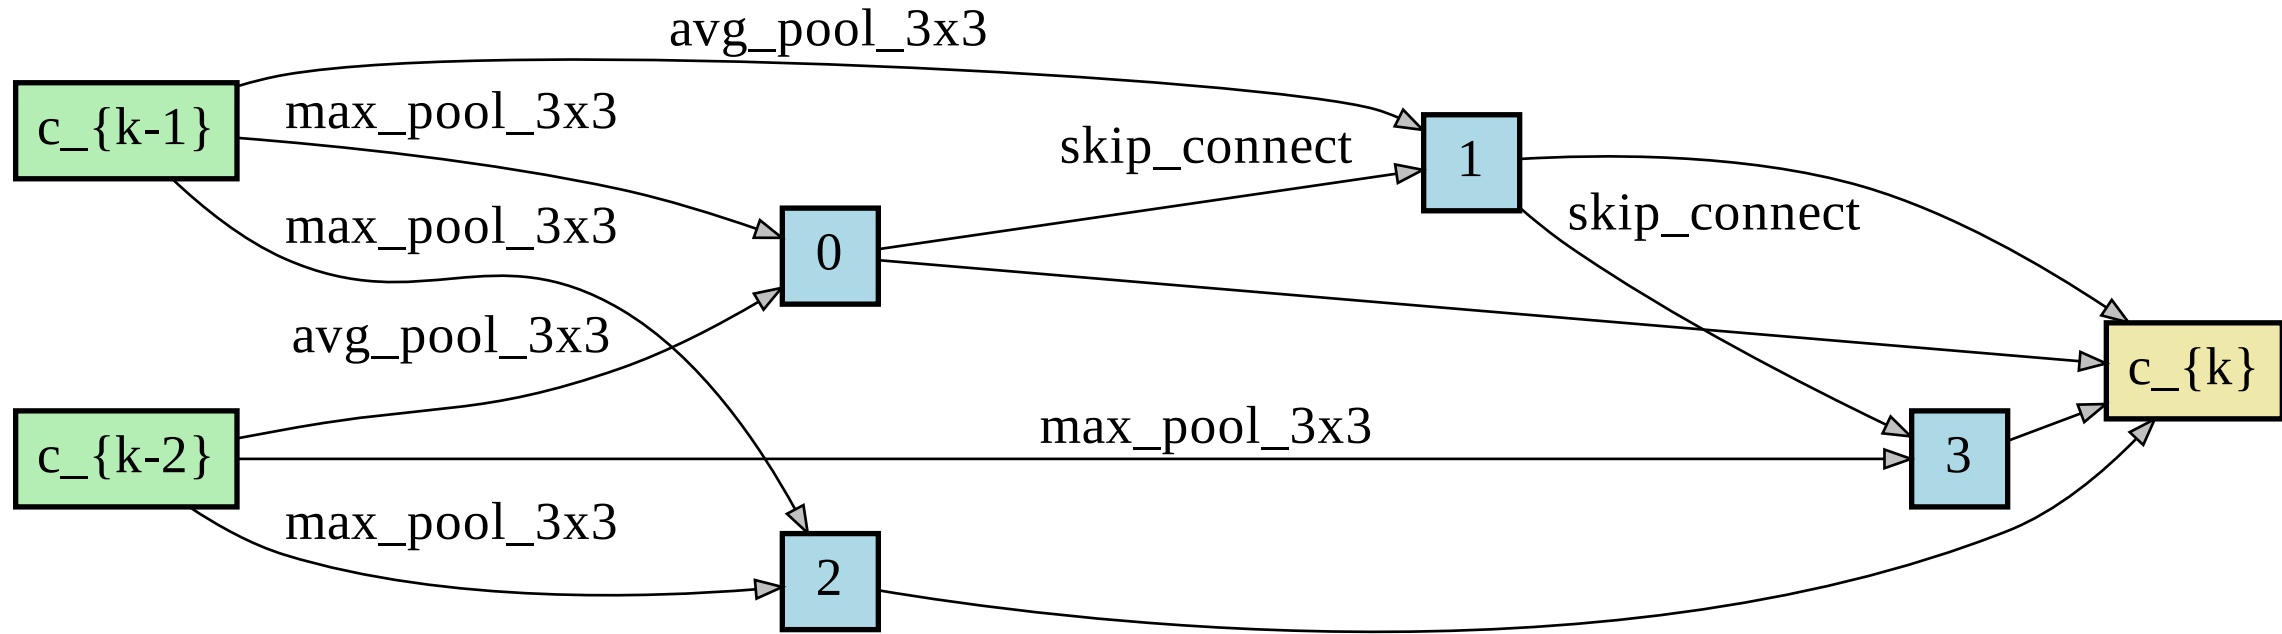 avg_pool_3x3
c_{k-1}
max_pool_3x3
skip_connect
1
max_pool_3x3
skip_connect
0
avg_pool_3x3
c_{k}
max_pool_3x3
c_{k-2}
3
max_pool_3x3
2